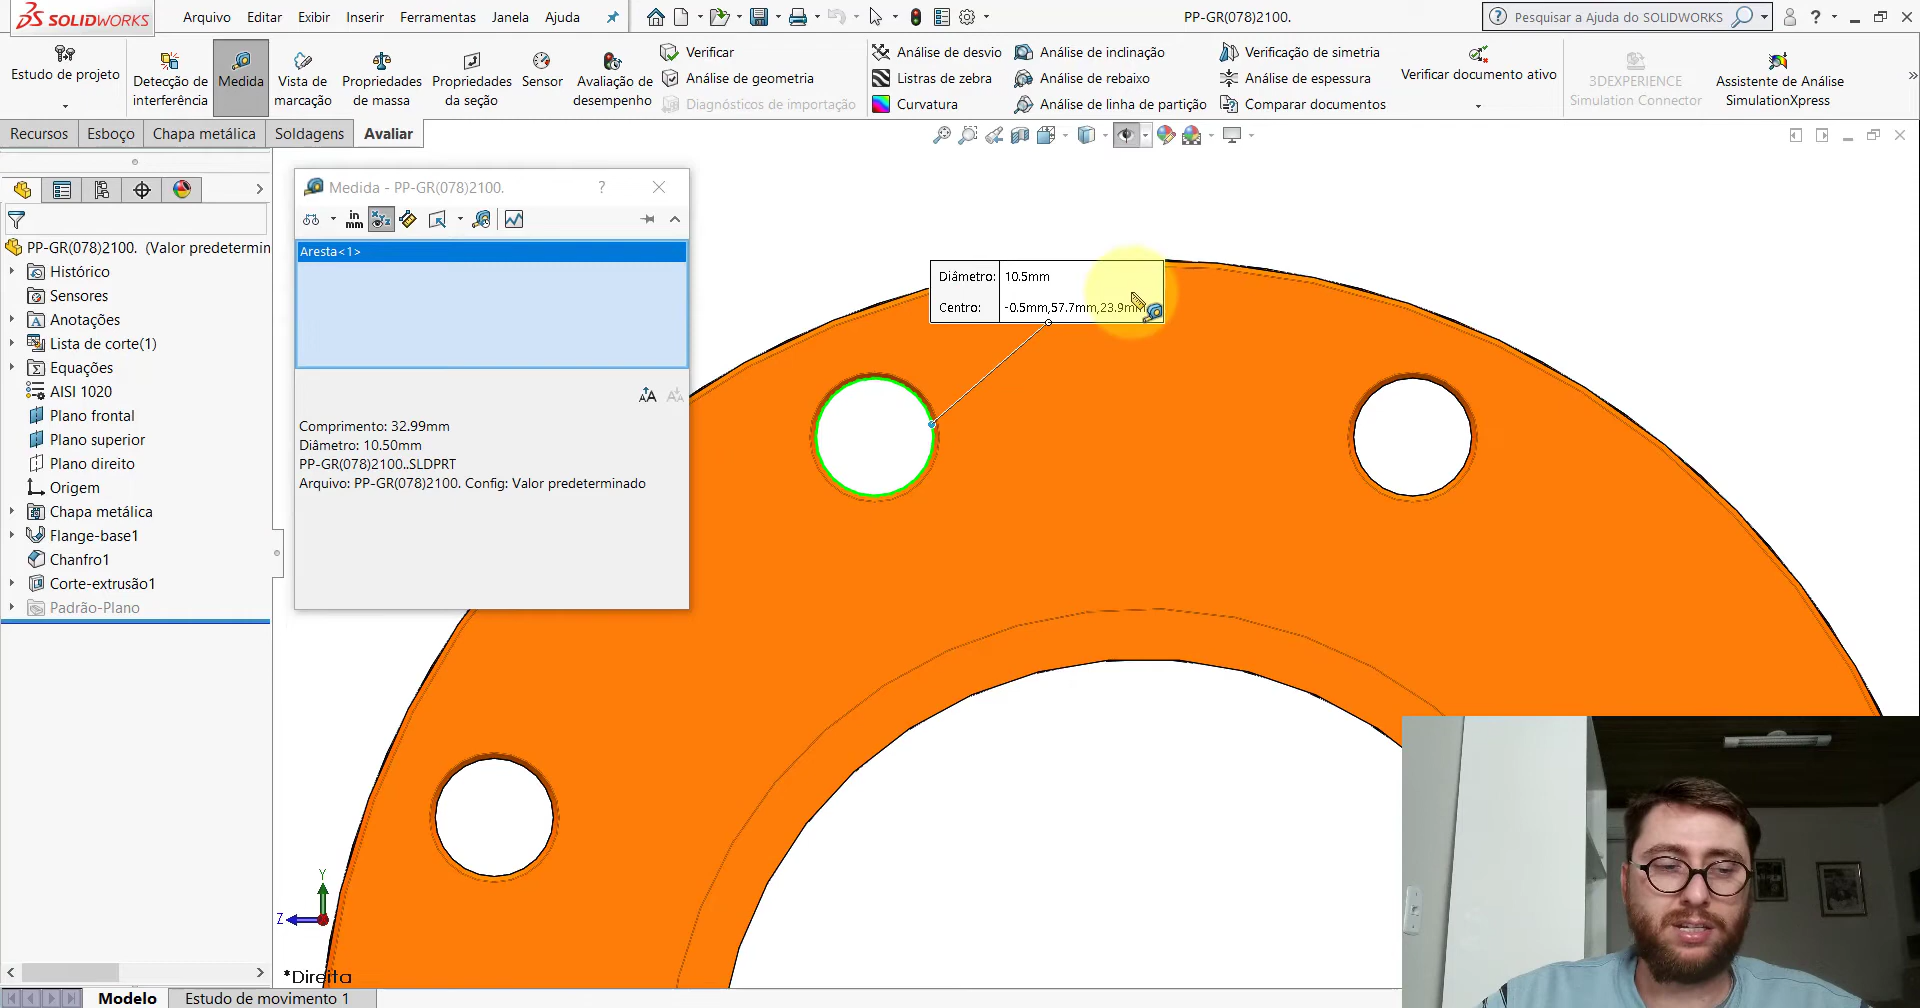 SOLIDWORKS
Arquivo
Editar
Exibir
Inserir
Ferramentas
Janela
Ajuda
PP-GR(078)2100.
Pesquisar a Ajuda do SOLIDWORKS
Estudo de projeto
Detecção de
interferência
Medida
Vista de
marcação
Propriedades
de massa
Propriedades
da seção
Sensor
Avaliação de
desempenho
Verificar
Análise de geometria
Diagnósticos de importação
Análise de desvio
Listras de zebra
Curvatura
Análise de inclinação
Análise de rebaixo
Análise de linha de partição
Verificação de simetria
Análise de espessura
Comparar documentos
Verificar documento ativo
3DEXPERIENCE
Simulation Connector
Assistente de Análise
SimulationXpress
Recursos
Esboço
Chapa metálica
Soldagens
Avaliar
PP-GR(078)2100. (Valor predetermin
Histórico
Sensores
Anotações
Lista de corte(1)
Equações
AISI 1020
Plano frontal
Plano superior
Plano direito
Origem
Chapa metálica
Flange-base1
Chanfro1
Corte-extrusão1
Padrão-Plano
Medida - PP-GR(078)2100.
?
in
mm
Aresta<1>
Comprimento: 32.99mm
Diâmetro: 10.50mm
PP-GR(078)2100..SLDPRT
Arquivo: PP-GR(078)2100. Config: Valor predeterminado
Diâmetro: 10.5mm
Centro: -0.5mm,57.7mm,23.9mm
Y
Z
*Direita
Modelo
Estudo de movimento 1